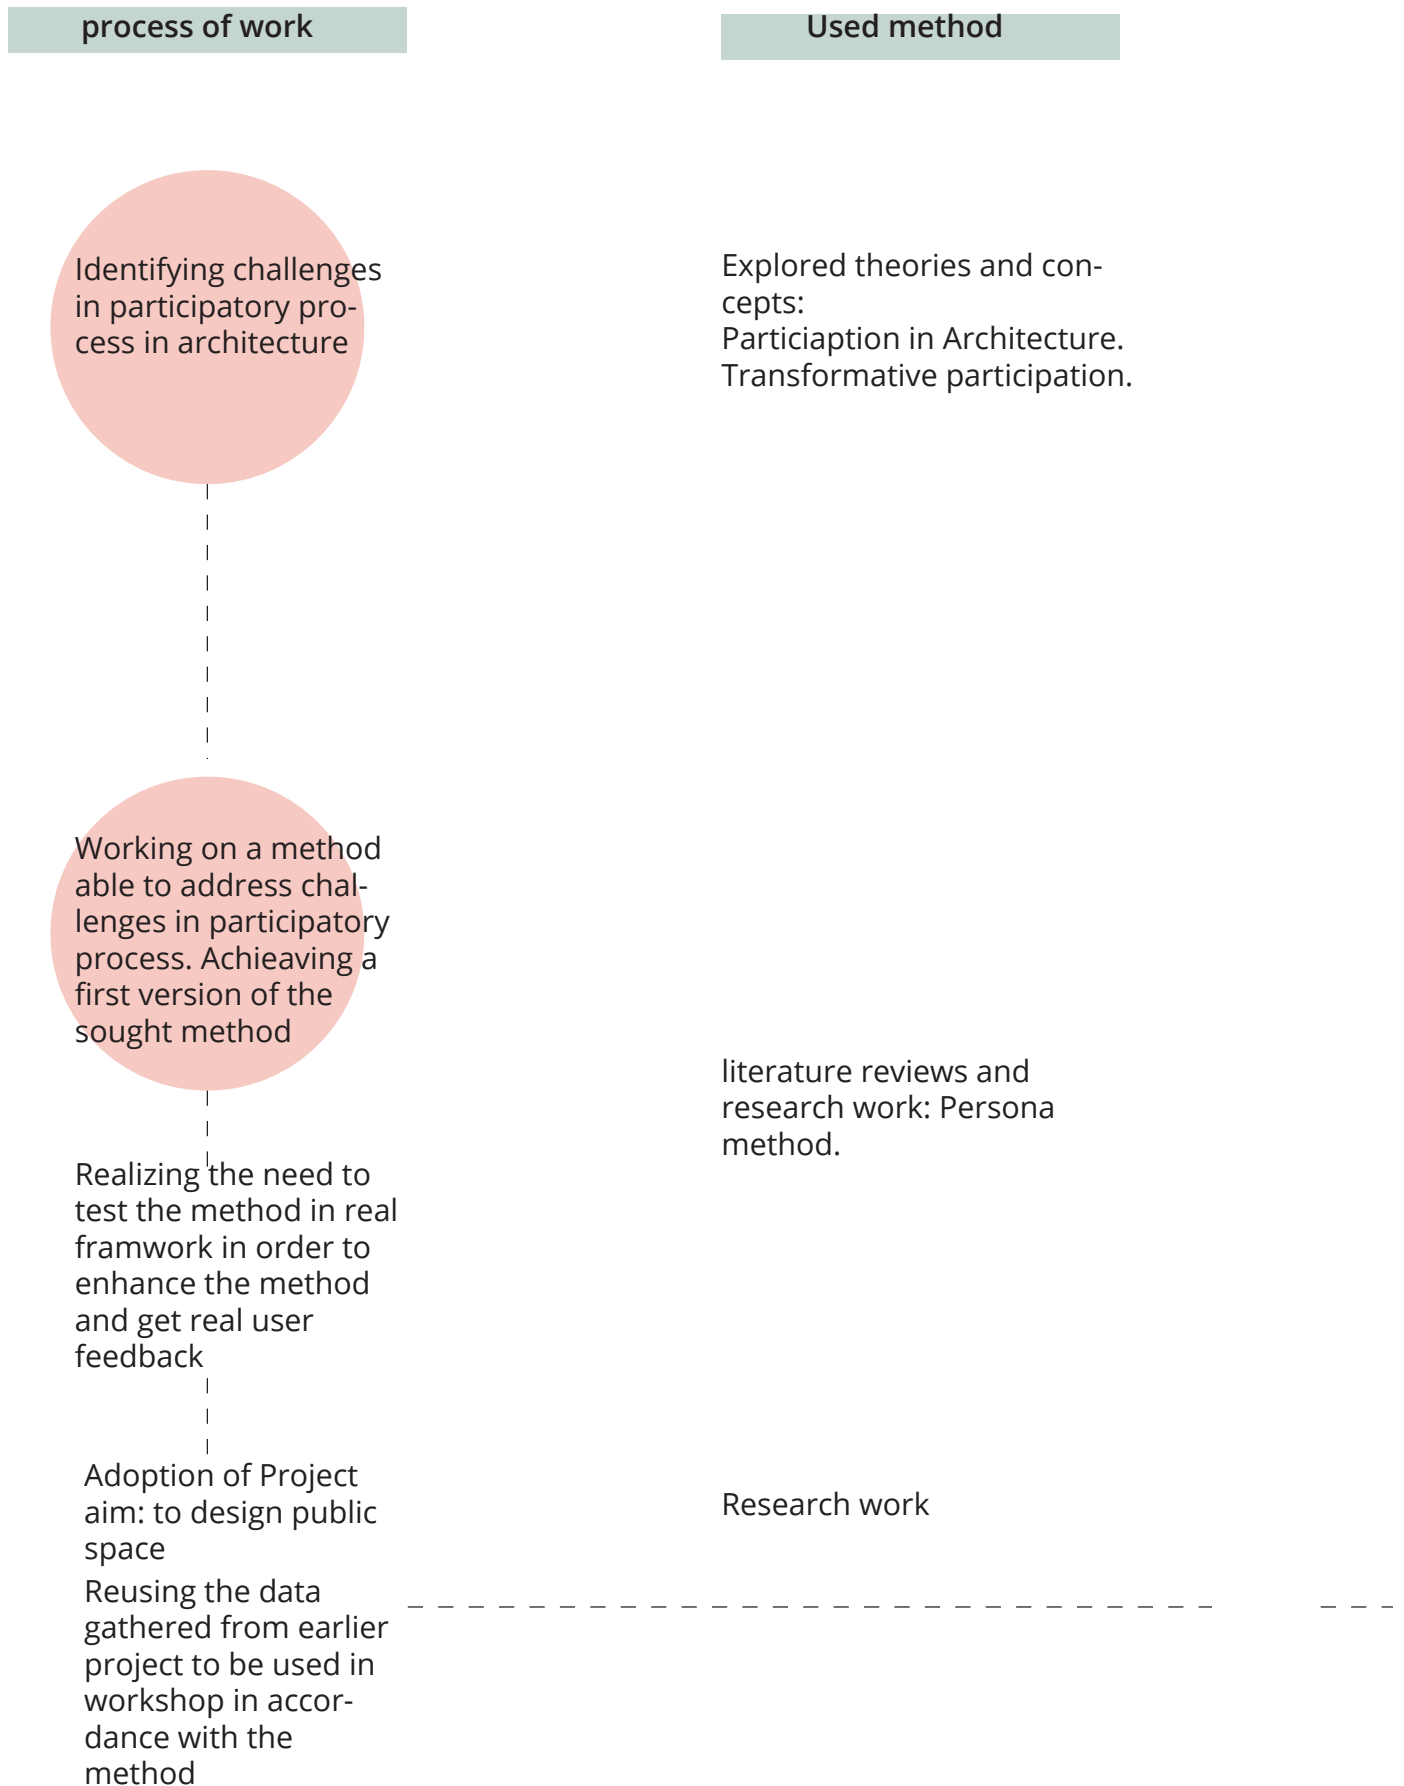 process of work
Used method
Identifying challenges
in participatory pro-
cess in architecture
Explored theories and con-
cepts:
Particiaption in Architecture.
Transformative participation.
Working on a method
able to address chal-
lenges in participatory
process. Achieaving a
first version of the
sought method
literature reviews and
research work: Persona
method.
Realizing the need to
test the method in real
framwork in order to
enhance the method
and get real user
feedback
Adoption of Project
aim: to design public
space
Research work
Reusing the data
gathered from earlier
project to be used in
workshop in accor-
dance with the
method